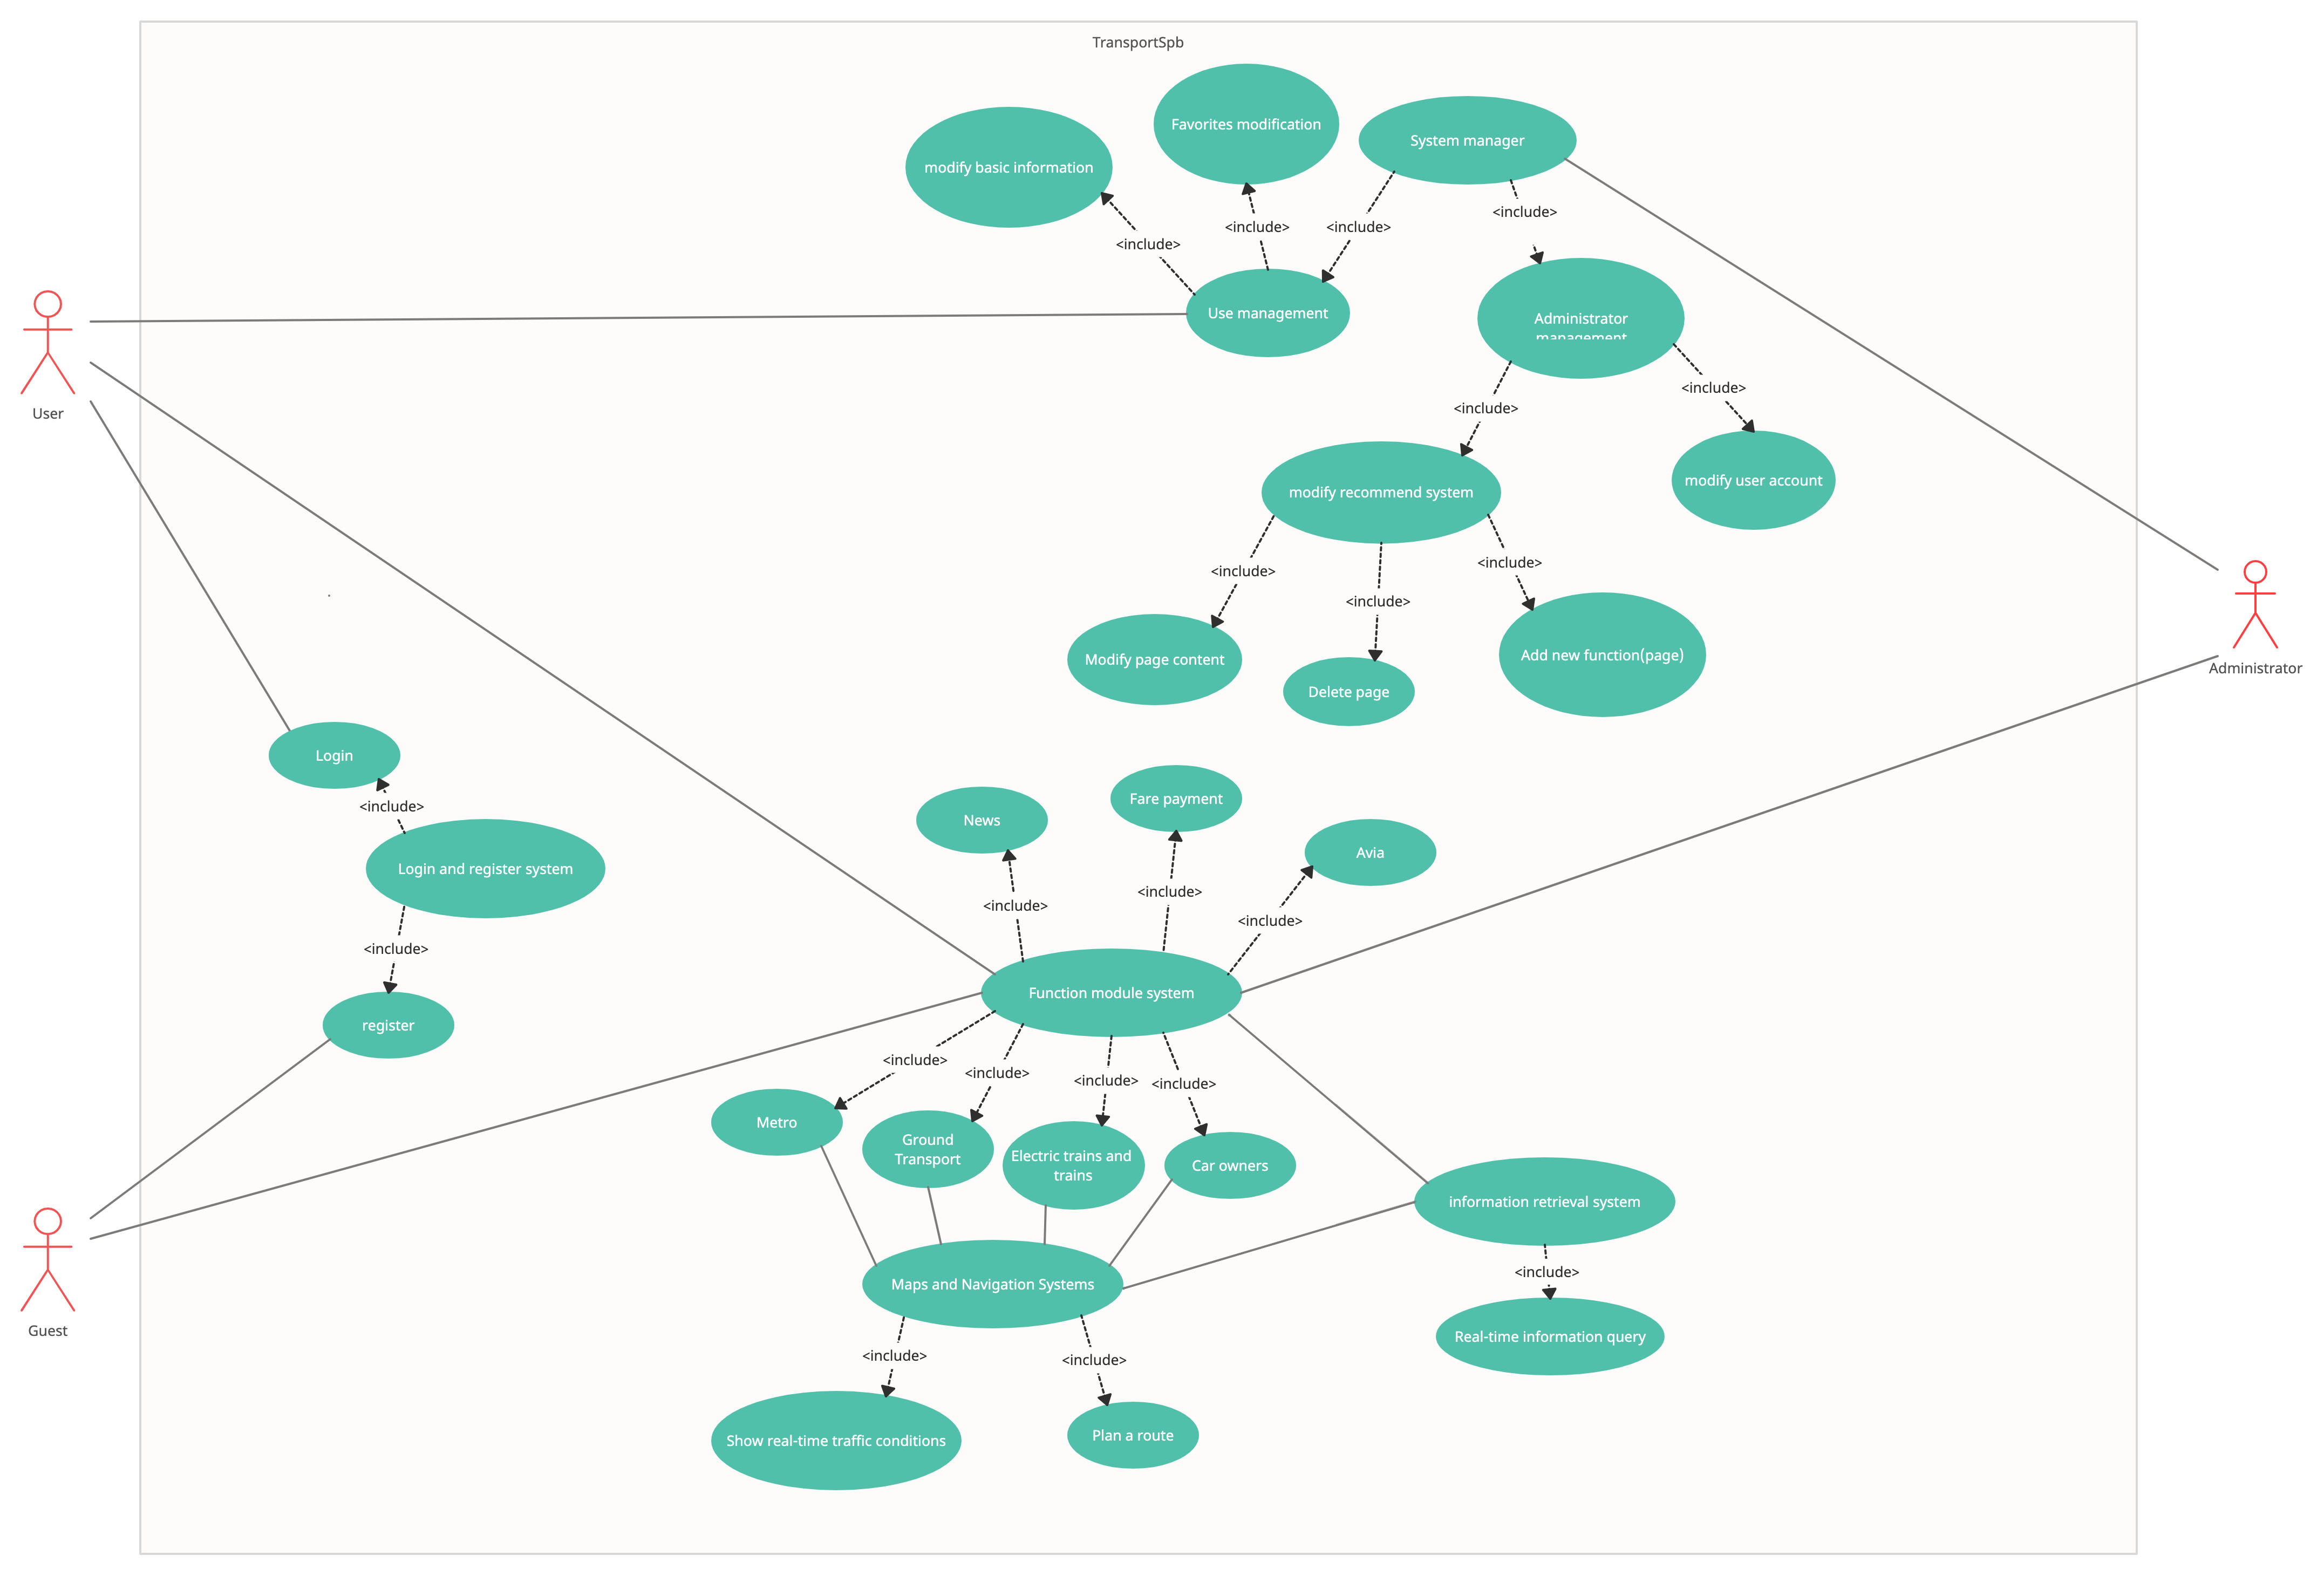 TransportSpb
Favorites modification
System manager
modify basic information
<include>
<include>
<include>
<include>
Use management
Administrator
management
User
<include>
<include>
modify user account
modify recommend system
<include>
<include>
<include>
Modify page content
Delete page
Add new function(page)
Administrator
Login
<include>
Login and register system
<include>
register
News
Fare payment
Avia
<include>
<include>
<include>
Function module system
<include>
<include>
<include>
<include>
Metro
Ground
Transport
Electric trains and
trains
Car owners
information retrieval system
Maps and Navigation Systems
<include>
Real-time information query
Guest
<include>
<include>
Show real-time traffic conditions
Plan a route